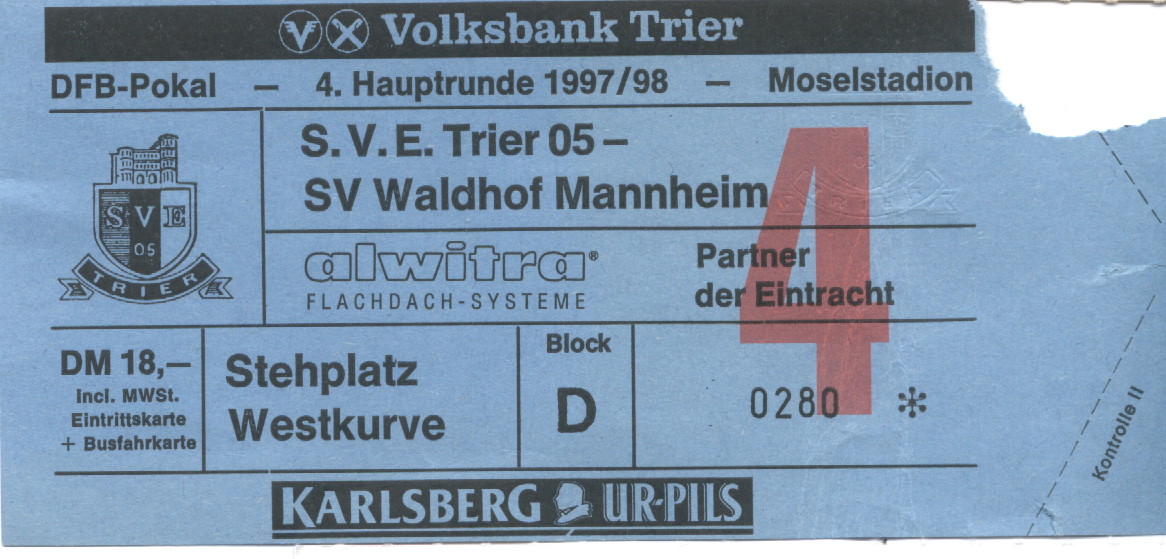 Volksbank Trier
DFB-Pokal — 4. Hauptrunde 1997/98 — Moselstadion
S. V. E. Trier 05 –
SV Waldhof Mannheim
4
SVE
05
TRIER
alwitra®
FLACHDACH-SYSTEME
Partner
der Eintracht
DM 18,–
incl. MWSt.
Eintrittskarte
+ Busfahrkarte
Stehplatz
Westkurve
Block
D
0280 *
Kontrolle II
KARLSBERG UR-PILS